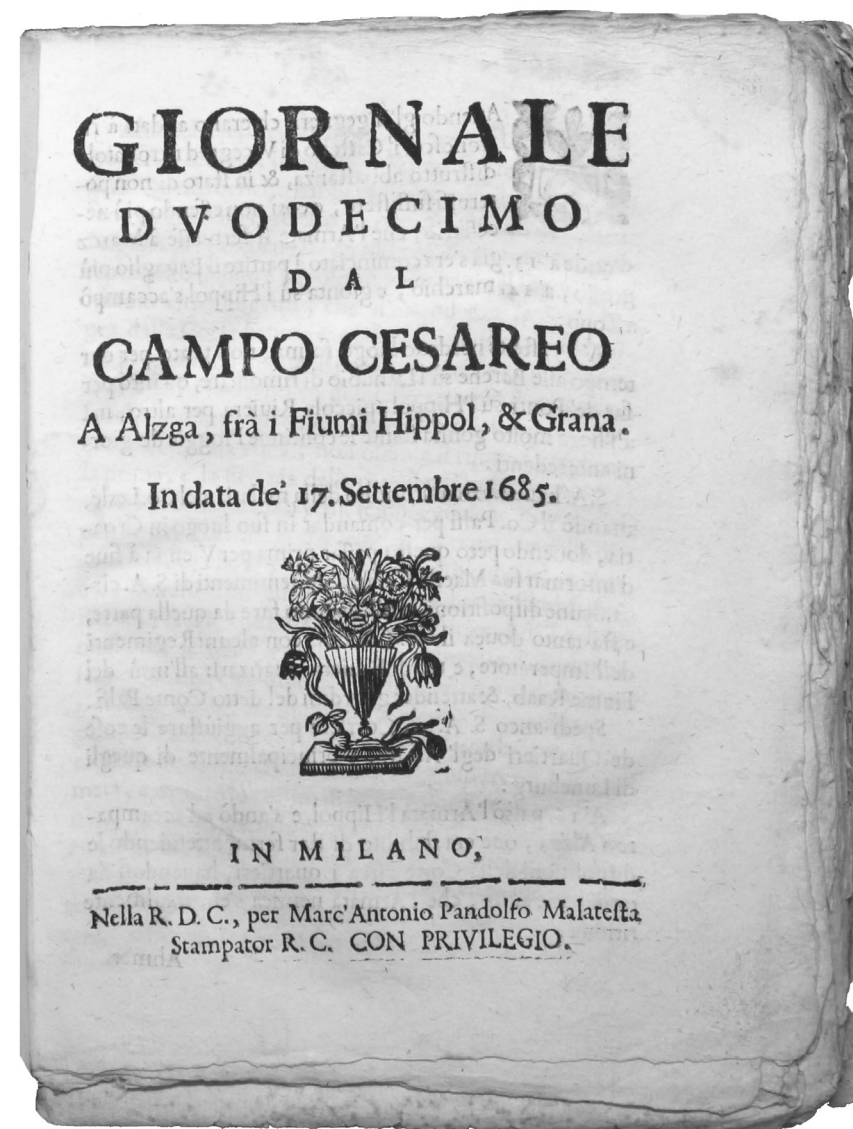 GIORNALE
DVODECIMO
DAL
CAMPO CESAREO
A Alzga, frà i Fiumi Hippol, & Grana.
In data de' 17. Settembre 1685.
IN MILANO,
Nella R. D. C., per Marc'Antonio Pandolfo Malatesta
Stampator R. C. CON PRIVILEGIO.